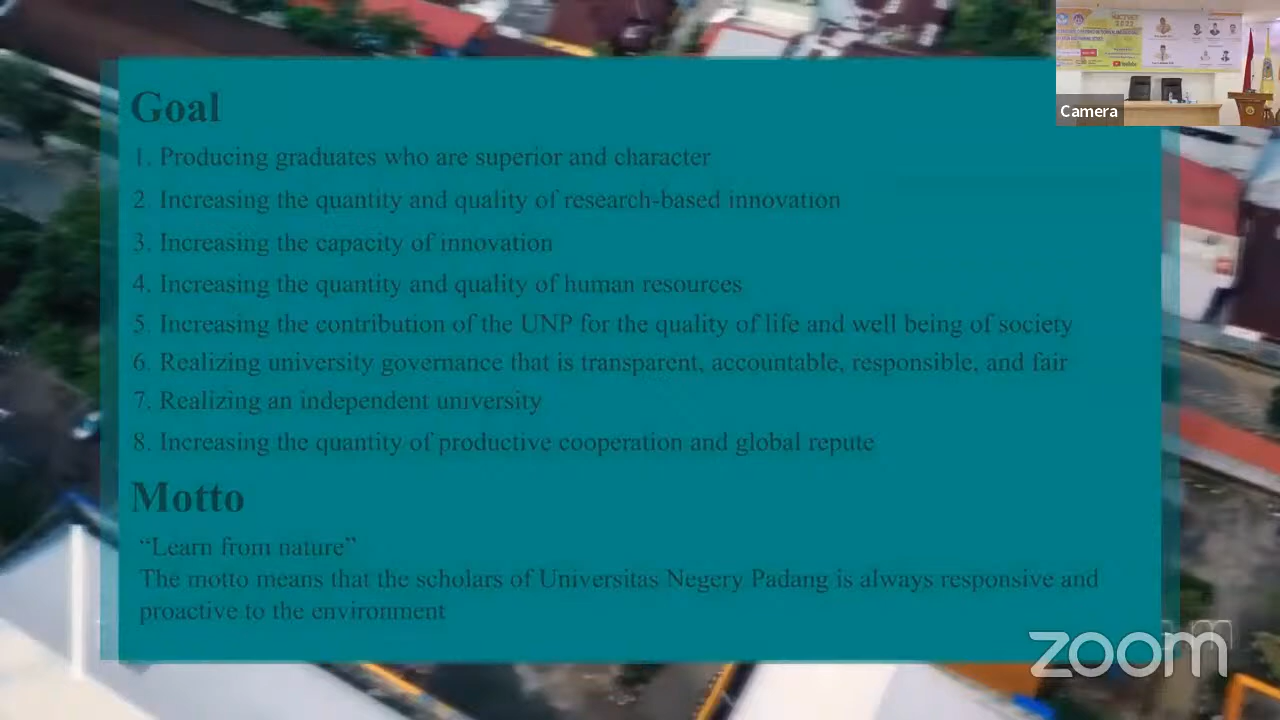 Goal
1. Producing graduates who are superior and character
2. Increasing the quantity and quality of research-based innovation
3. Increasing the capacity of innovation
4. Increasing the quantity and quality of human resources
5. Increasing the contribution of the UNP for the quality of life and well being of society
6. Realizing university governance that is transparent, accountable, responsible, and fair
7. Realizing an independent university
8. Increasing the quantity of productive cooperation and global repute
Motto
“Learn from nature”
The motto means that the scholars of Universitas Negery Padang is always responsive and
proactive to the environment
Camera
zoom